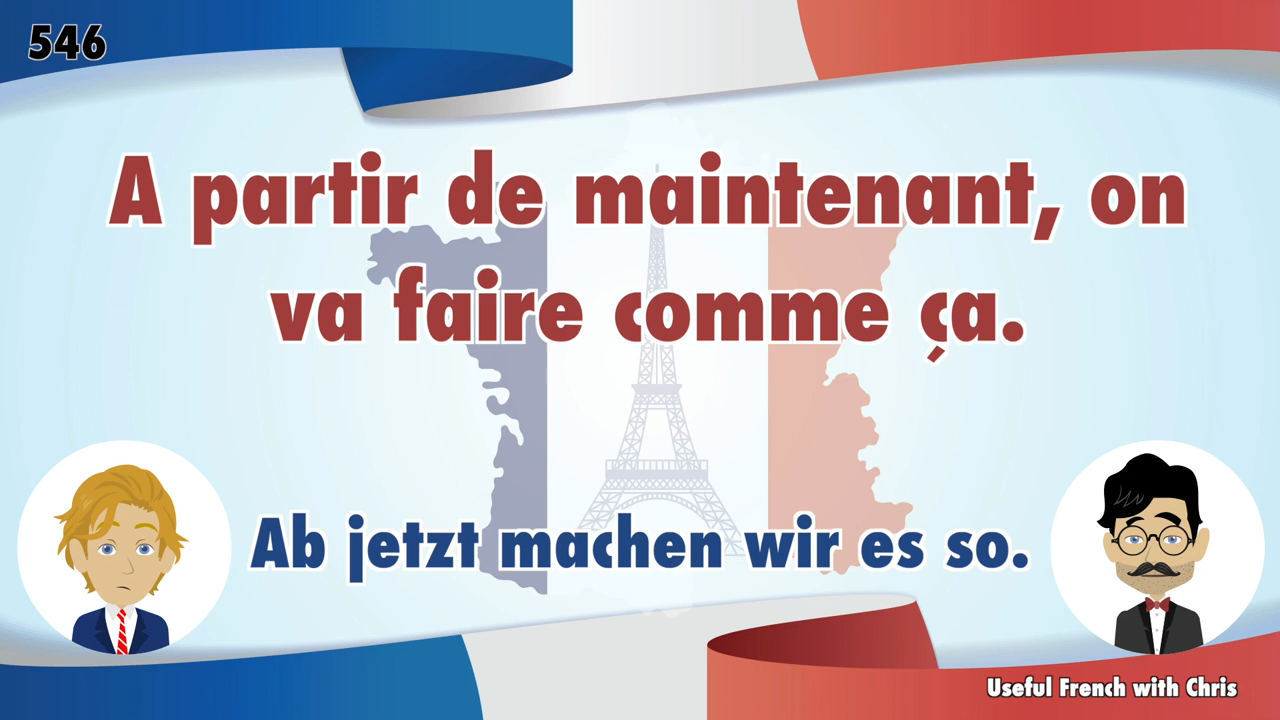 546
A partir de maintenant, on
va faire comme ça.
Ab jetzt machen wir es so.
Useful French with Chris